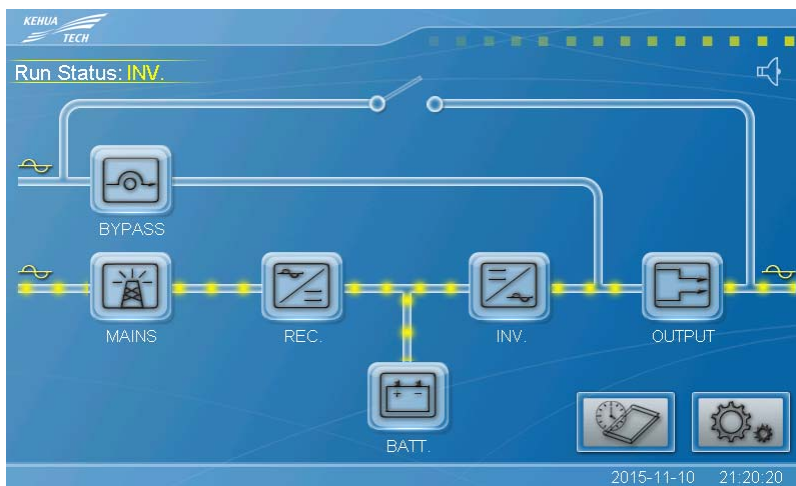 KEHUA
TECH
Run Status: INV.
BYPASS
MAINS
REC.
INV.
OUTPUT
BATT.
2015-11-10 21:20:20